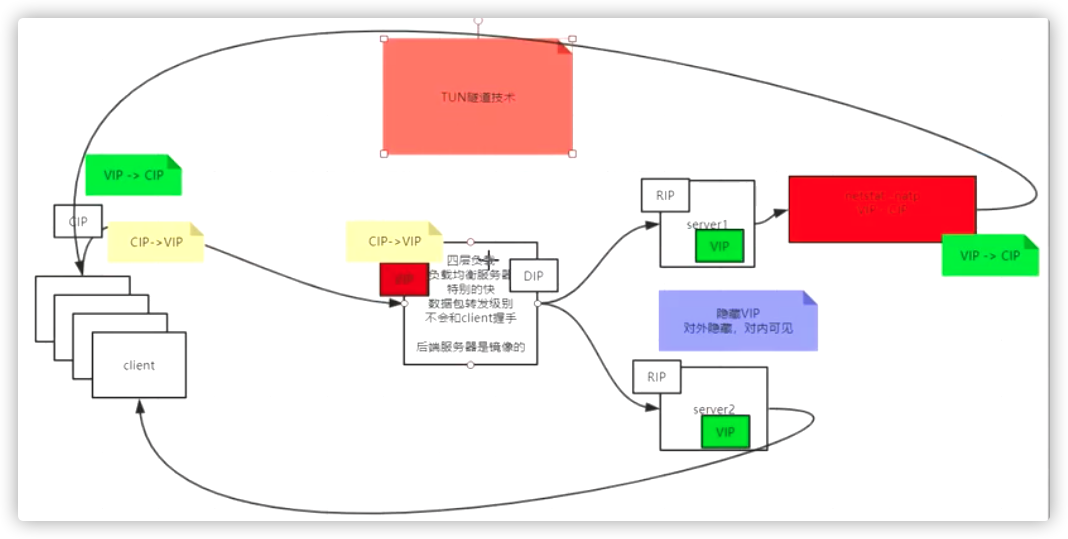 TUN隧道技术
VIP -> CIP
CIP
CIP->VIP
client
CIP->VIP
VIP
四层负载
负载均衡服务器
特别的快
数据包转发级别
不会和client握手
后端服务器是镜像的
DIP
RIP
server1
VIP
netstat -natp
VIP -> CIP
隐藏VIP
对外隐藏，对内可见
RIP
server2
VIP